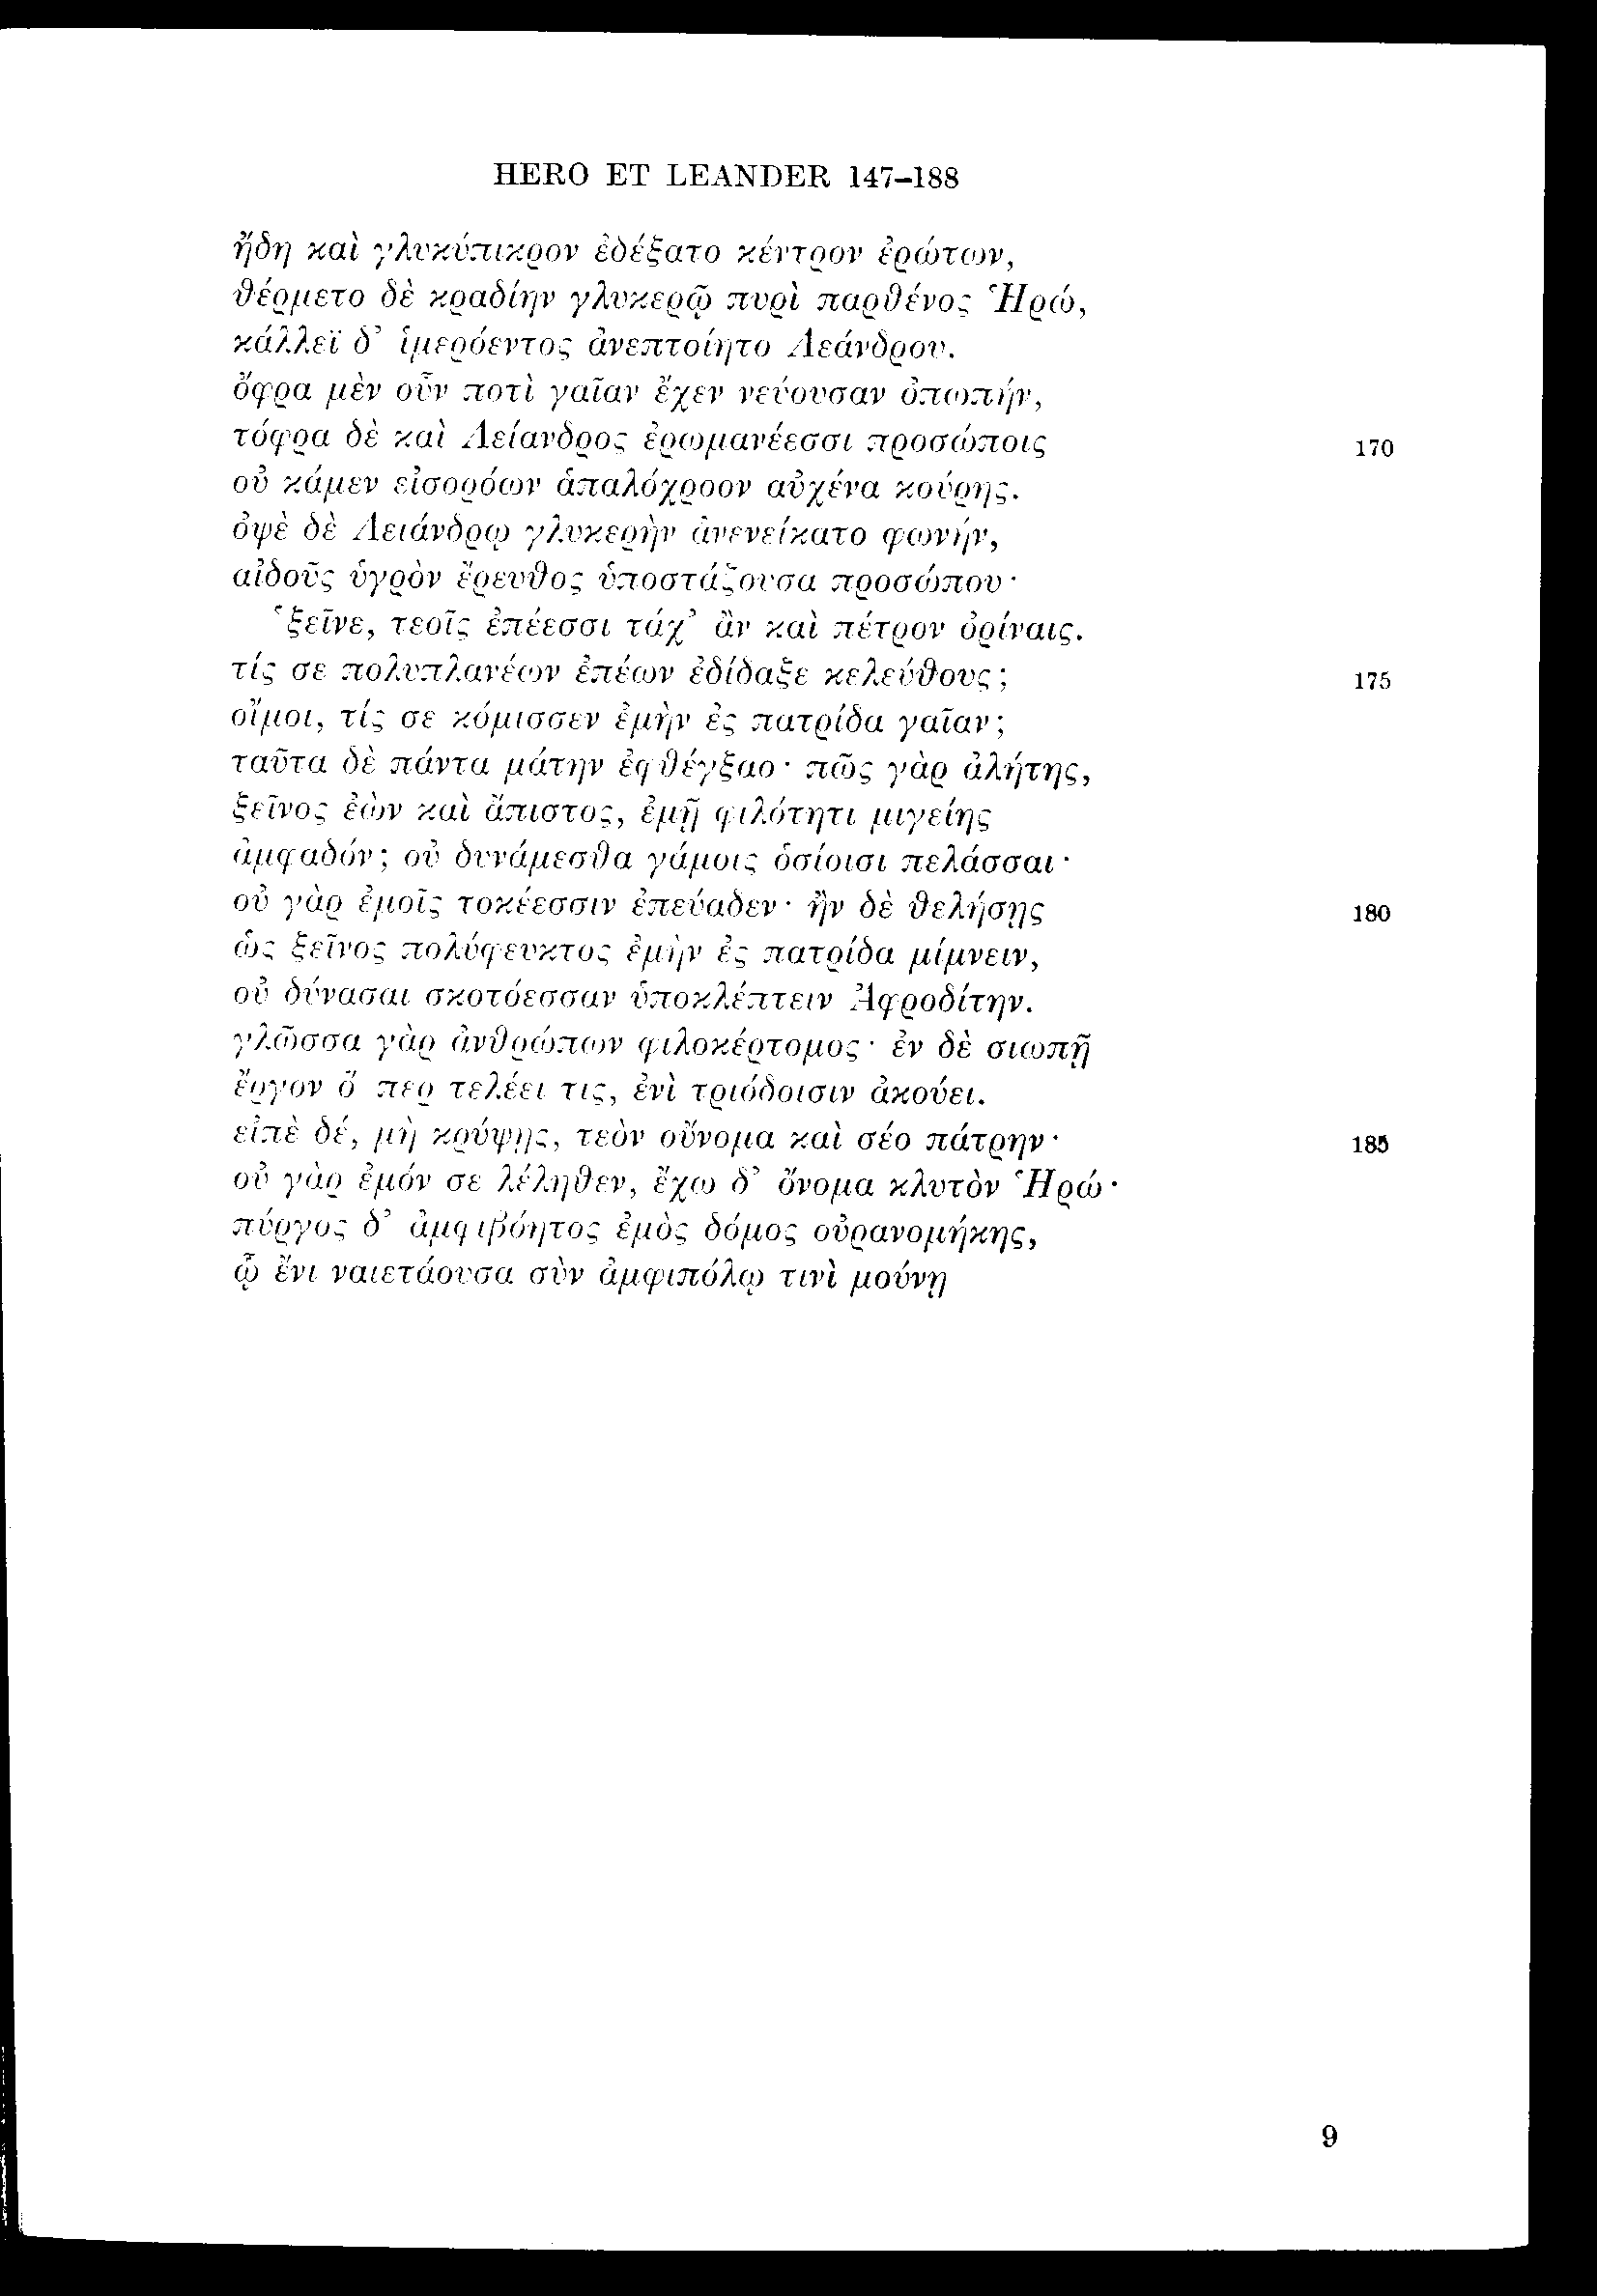 HERO ET LEANDER 147–188
ἤδη καὶ γλυκύπικρον ἐδέξατο κέντρον ἐρώτων,
θέρμετο δὲ κραδίην γλυκερῷ πυρὶ παρθένος Ἡρώ,
κάλλεϊ δ’ ἱμερόεντος ἀνεπτοίητο Λεάνδρου.
ὄφρα μὲν οὖν ποτὶ γαῖαν ἔχεν νεύουσαν ὀπωπήν,
τόφρα δὲ καὶ Λείανδρος ἐρωμανέεσσι προσώποις 170
οὐ κάμεν εἰσορόων ἁπαλόχροον αὐχένα κούρης.
ὀψὲ δὲ Λειάνδρῳ γλυκερὴν ἀνενείκατο φωνήν,
αἰδοῦς ὑγρὸν ἔρευθος ὑποστάζουσα προσώπου·
‛ξεῖνε, τεοῖς ἐπέεσσι τάχ’ ἂν καὶ πέτρον ὀρίναις.
τίς σε πολυπλανέων ἐπέων ἐδίδαξε κελεύθους; 175
οἴμοι, τίς σε κόμισσεν ἐμὴν ἐς πατρίδα γαῖαν;
ταῦτα δὲ πάντα μάτην ἐφθέγξαο· πῶς γὰρ ἀλήτης,
ξεῖνος ἐὼν καὶ ἄπιστος, ἐμῇ φιλότητι μιγείης
ἀμφαδόν; οὐ δυνάμεσθα γάμοις ὁσίοισι πελάσσαι·
οὐ γὰρ ἐμοῖς τοκέεσσιν ἐπεύαδεν· ἢν δὲ θελήσῃς 180
ὡς ξεῖνος πολύφευκτος ἐμὴν ἐς πατρίδα μίμνειν,
οὐ δύνασαι σκοτόεσσαν ὑποκλέπτειν Ἀφροδίτην.
γλῶσσα γὰρ ἀνθρώπων φιλοκέρτομος· ἐν δὲ σιωπῇ
ἔργον ὅ περ τελέει τις, ἐνὶ τριόδοισιν ἀκούει.
εἰπὲ δέ, μὴ κρύψῃς, τεὸν οὔνομα καὶ σέο πάτρην· 185
οὐ γὰρ ἐμόν σε λέληθεν, ἔχω δ’ ὄνομα κλυτὸν Ἡρώ·
πύργος δ’ ἀμφιβόητος ἐμὸς δόμος οὐρανομήκης,
ᾧ ἔνι ναιετάουσα σὺν ἀμφιπόλῳ τινὶ μούνῃ
9